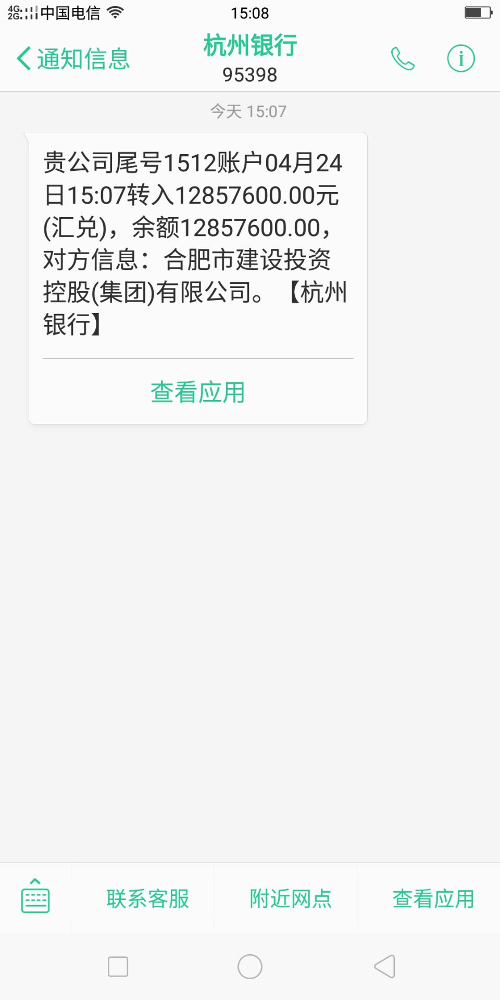 4G 2G 中国电信 15:08
通知信息 杭州银行
95398
今天 15:07
贵公司尾号1512账户04月24
日15:07转入12857600.00元
(汇兑)，余额12857600.00，
对方信息：合肥市建设投资
控股(集团)有限公司。【杭州
银行】
查看应用
联系客服 附近网点 查看应用